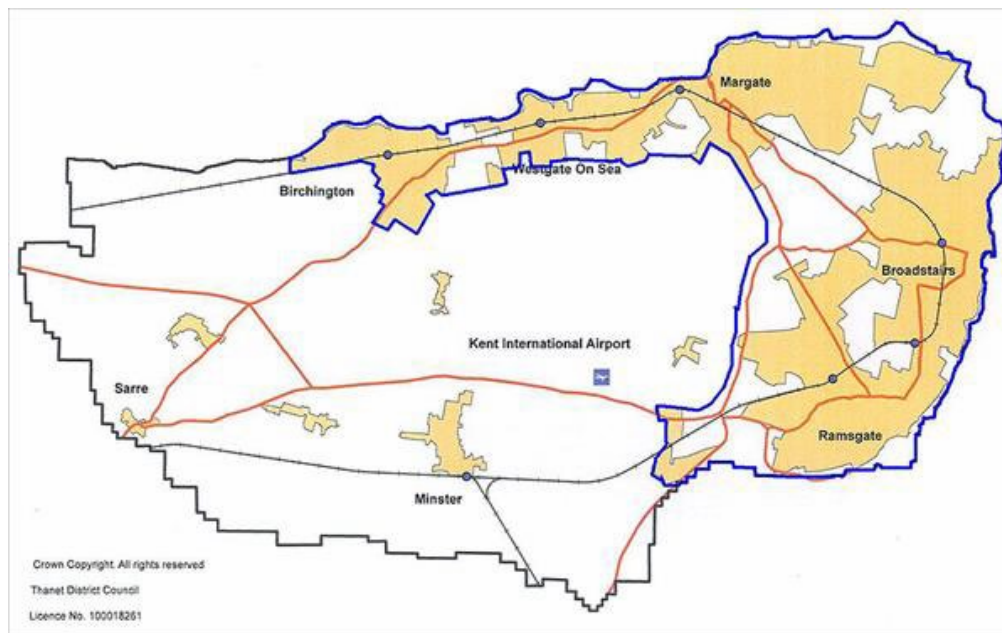 Margate
Westgate On Sea
Birchington
Broadstairs
Kent International Airport
Sarre
Ramsgate
Minster
Crown Copyright. All rights reserved
Thanet District Council
Licence No. 100018261